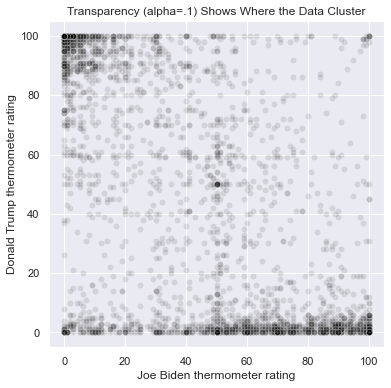 Transparency (alpha=.1) Shows Where the Data Cluster
100
80
60
40
20
0
Donald Trump thermometer rating
0 20 40 60 80 100
Joe Biden thermometer rating